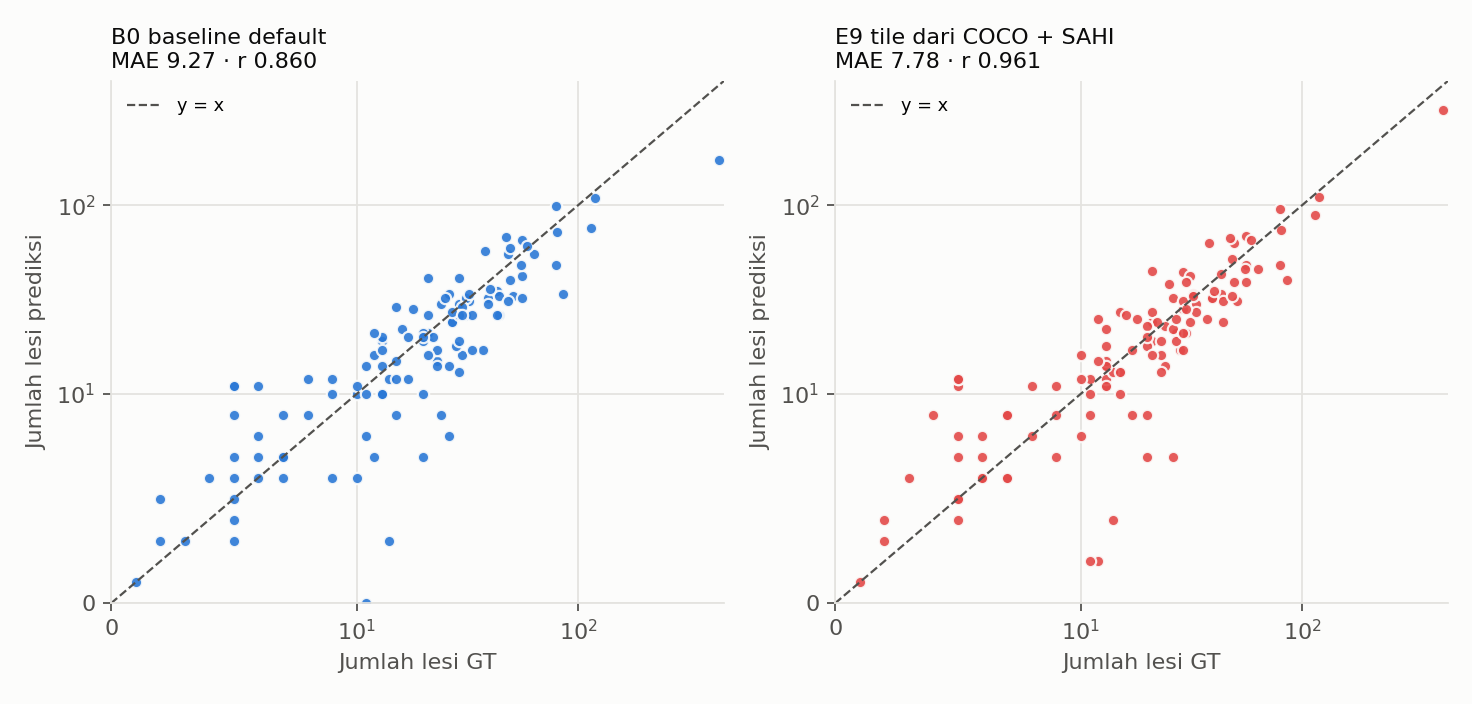 B0 baseline default
MAE 9.27 · r 0.860
y = x
Jumlah lesi prediksi
10²
10¹
0
0
10¹
10²
Jumlah lesi GT
E9 tile dari COCO + SAHI
MAE 7.78 · r 0.961
y = x
Jumlah lesi prediksi
10²
10¹
0
0
10¹
10²
Jumlah lesi GT